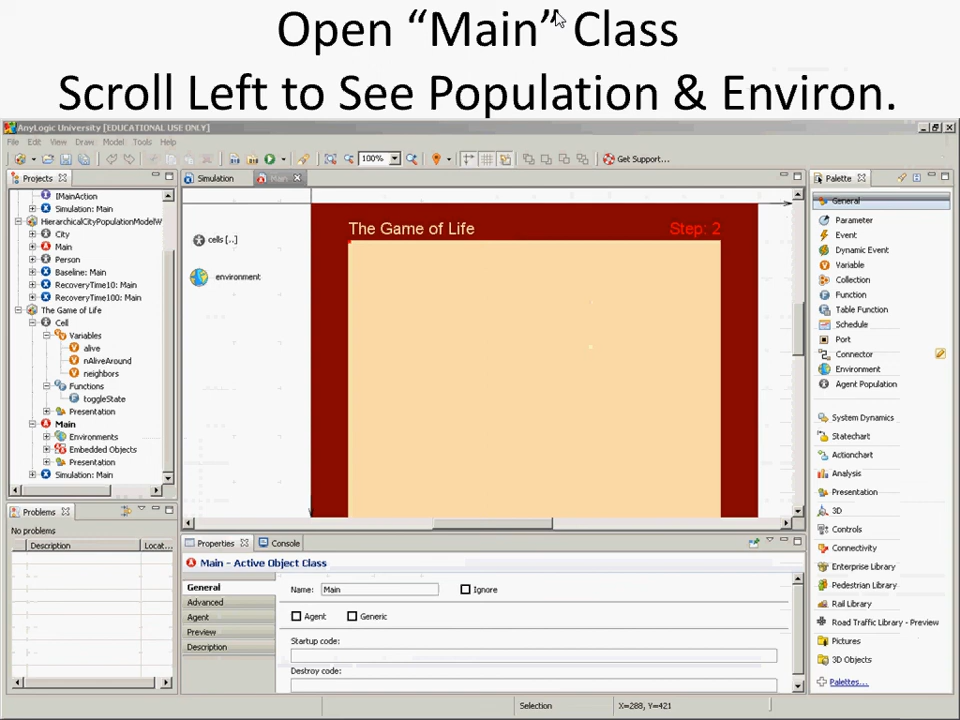 Open “Main” Class
Scroll Left to See Population & Environ.
AnyLogic University [EDUCATIONAL USE ONLY]
File Edit View Draw Model Tools Help
100% Get Support...
Projects
IMainAction
Simulation: Main
HierarchicalCityPopulationModelW
City
Main
Person
Baseline: Main
RecoveryTime10: Main
RecoveryTime100: Main
The Game of Life
Cell
Variables
alive
nAliveAround
neighbors
Functions
toggleState
Presentation
Main
Environments
Embedded Objects
Presentation
Simulation: Main
Problems
No problems
Description Locat...
Simulation Main
cells [..]
environment
The Game of Life Step: 2
Properties Console
Main - Active Object Class
General
Advanced
Agent
Preview
Description
Name: Main Ignore
Agent Generic
Startup code:
Destroy code:
Palette
General
Parameter
Event
Dynamic Event
Variable
Collection
Function
Table Function
Schedule
Port
Connector
Environment
Agent Population
System Dynamics
Statechart
Actionchart
Analysis
Presentation
3D
Controls
Connectivity
Enterprise Library
Pedestrian Library
Rail Library
Road Traffic Library - Preview
Pictures
3D Objects
Palettes...
Selection X=288, Y=421